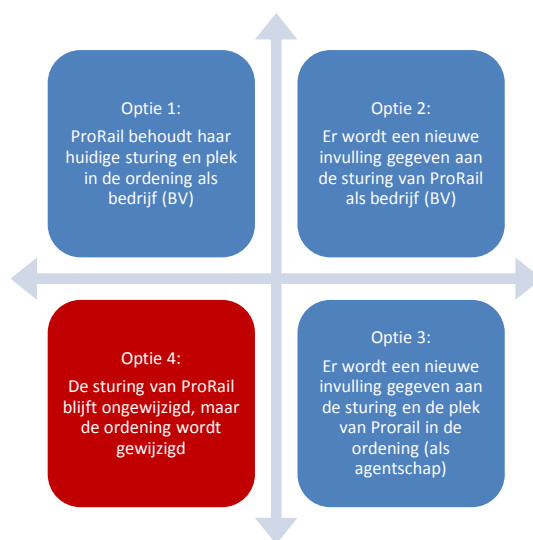 Optie 1:
ProRail behoudt haar
huidige sturing en plek
in de ordening als
bedrijf (BV)
Optie 2:
Er wordt een nieuwe
invulling gegeven aan
de sturing van ProRail
als bedrijf (BV)
Optie 4:
De sturing van ProRail
blijft ongewijzigd, maar
de ordening wordt
gewijzigd
Optie 3:
Er wordt een nieuwe
invulling gegeven aan
de sturing en de plek
van Prorail in de
ordening (als
agentschap)